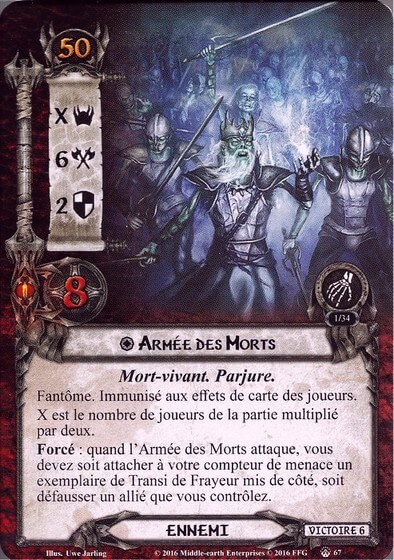 50
X
6
2
8
1/34
Armée des Morts
Mort-vivant. Parjure.
Fantôme. Immunisé aux effets de carte des joueurs.
X est le nombre de joueurs de la partie multiplié
par deux.
Forcé : quand l'Armée des Morts attaque, vous
devez soit attacher à votre compteur de menace un
exemplaire de Transi de Frayeur mis de côté, soit
défausser un allié que vous contrôlez.
ENNEMI
VICTOIRE 6
Illus. Uwe Jarling © 2016 Middle-earth Enterprises © 2016 FFG 67